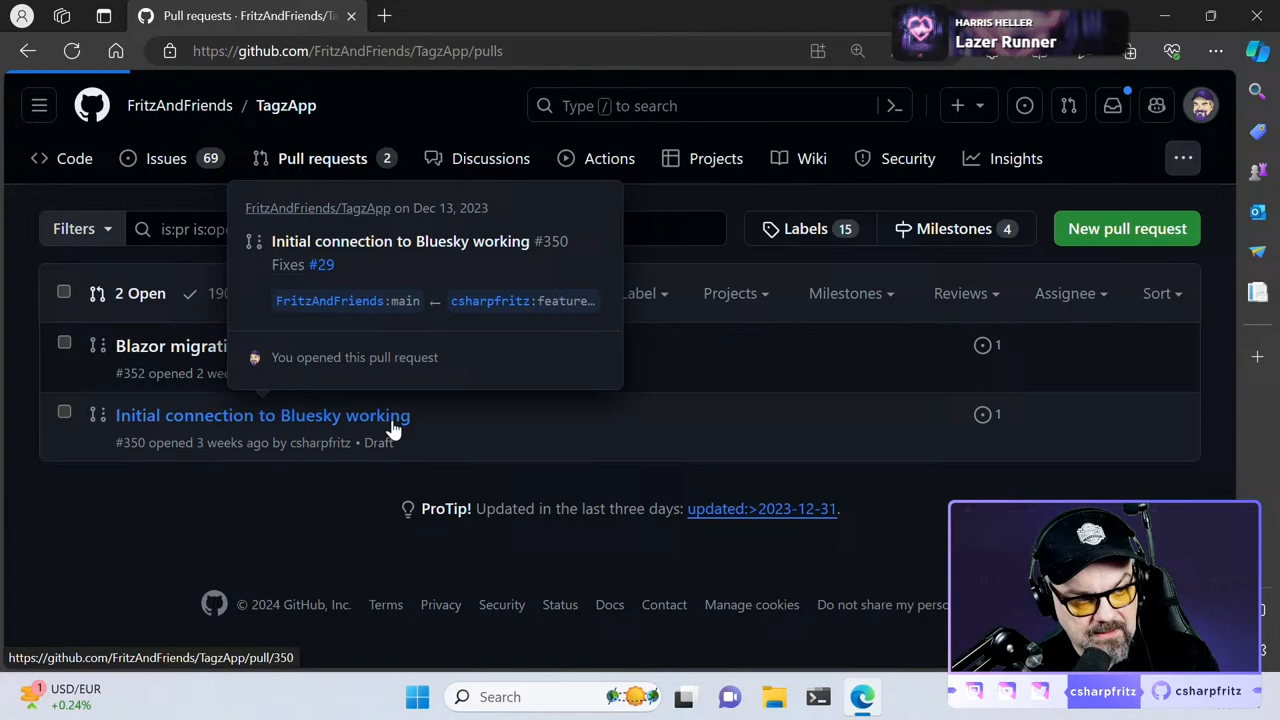 Pull requests · FritzAndFriends/Ta
HARRIS HELLER
Lazer Runner
https://github.com/FritzAndFriends/TagzApp/pulls
FritzAndFriends / TagzApp
Type / to search
Code
Issues 69
Pull requests 2
Discussions
Actions
Projects
Wiki
Security
Insights
Filters
is:pr is:ope
Labels 15
Milestones 4
New pull request
FritzAndFriends/TagzApp on Dec 13, 2023
Initial connection to Bluesky working #350
Fixes #29
FritzAndFriends:main ← csharpfritz:feature…
You opened this pull request
2 Open
190
Label
Projects
Milestones
Reviews
Assignee
Sort
Blazor migrati
#352 opened 2 wee
1
Initial connection to Bluesky working
#350 opened 3 weeks ago by csharpfritz • Draft
1
ProTip! Updated in the last three days: updated:>2023-12-31.
© 2024 GitHub, Inc.
Terms
Privacy
Security
Status
Docs
Contact
Manage cookies
Do not share my perso
https://github.com/FritzAndFriends/TagzApp/pull/350
csharpfritz
csharpfritz
1
USD/EUR
+0.24%
Search